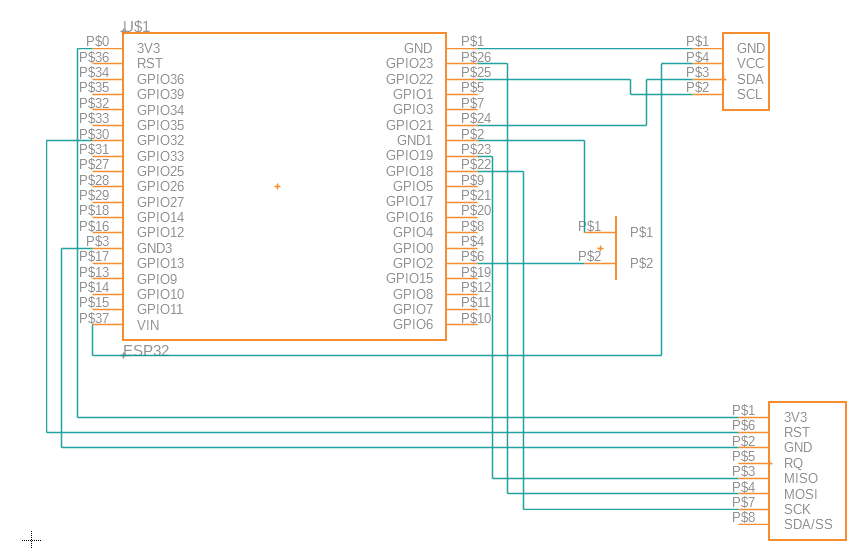 U$1
P$0 3V3 GND P$1
P$36 RST GPIO23 P$26
P$34 GPIO36 GPIO22 P$25
P$35 GPIO39 GPIO1 P$5
P$32 GPIO34 GPIO3 P$7
P$33 GPIO35 GPIO21 P$24
P$30 GPIO32 GND1 P$2
P$31 GPIO33 GPIO19 P$23
P$27 GPIO25 GPIO18 P$22
P$28 GPIO26 GPIO5 P$9
P$29 GPIO27 GPIO17 P$21
P$18 GPIO14 GPIO16 P$20
P$16 GPIO12 GPIO4 P$8
P$3 GND3 GPIO0 P$4
P$17 GPIO13 GPIO2 P$6
P$13 GPIO9 GPIO15 P$19
P$14 GPIO10 GPIO8 P$12
P$15 GPIO11 GPIO7 P$11
P$37 VIN GPIO6 P$10
ESP32
P$1 GND
P$4 VCC
P$3 SDA
P$2 SCL
P$1 P$1
P$2 P$2
P$1 3V3
P$6 RST
P$2 GND
P$5 RQ
P$3 MISO
P$4 MOSI
P$7 SCK
P$8 SDA/SS